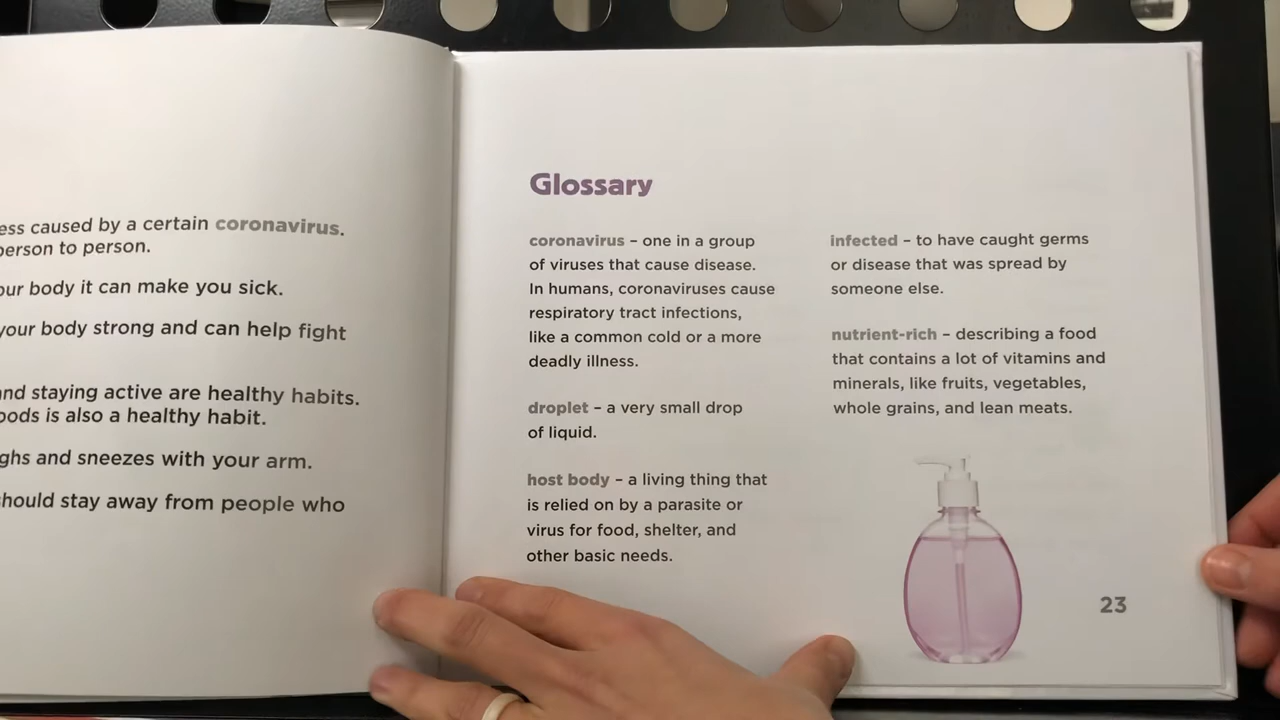 ess caused by a certain coronavirus.
person to person.
our body it can make you sick.
your body strong and can help fight
and staying active are healthy habits.
oods is also a healthy habit.
ghs and sneezes with your arm.
should stay away from people who
Glossary
coronavirus – one in a group
of viruses that cause disease.
In humans, coronaviruses cause
respiratory tract infections,
like a common cold or a more
deadly illness.
droplet – a very small drop
of liquid.
host body – a living thing that
is relied on by a parasite or
virus for food, shelter, and
other basic needs.
infected – to have caught germs
or disease that was spread by
someone else.
nutrient-rich – describing a food
that contains a lot of vitamins and
minerals, like fruits, vegetables,
whole grains, and lean meats.
23